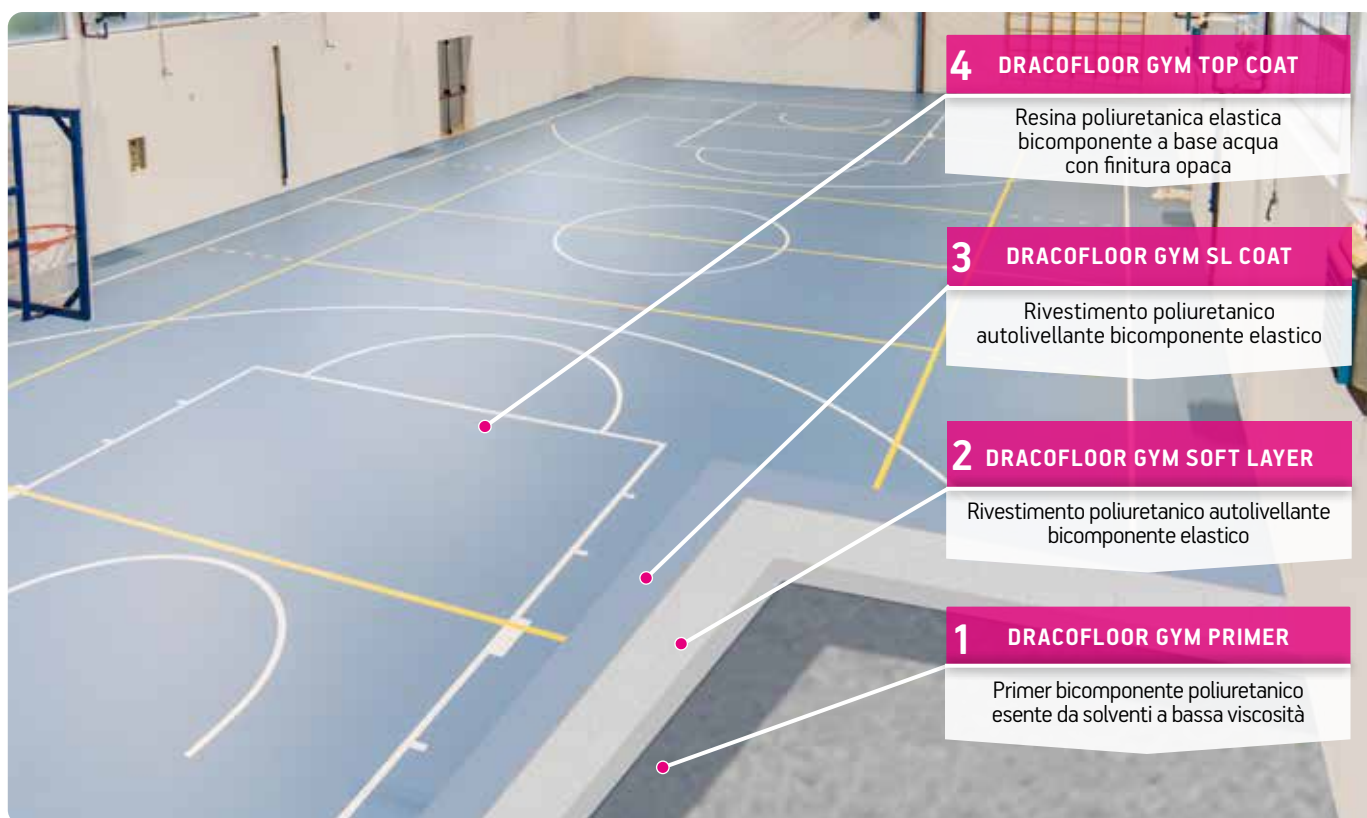 4 DRACOFLOOR GYM TOP COAT
Resina poliuretanica elastica
bicomponente a base acqua
con finitura opaca
3 DRACOFLOOR GYM SL COAT
Rivestimento poliuretanico
autolivellante bicomponente elastico
2 DRACOFLOOR GYM SOFT LAYER
Rivestimento poliuretanico autolivellante
bicomponente elastico
1 DRACOFLOOR GYM PRIMER
Primer bicomponente poliuretanico
esente da solventi a bassa viscosità